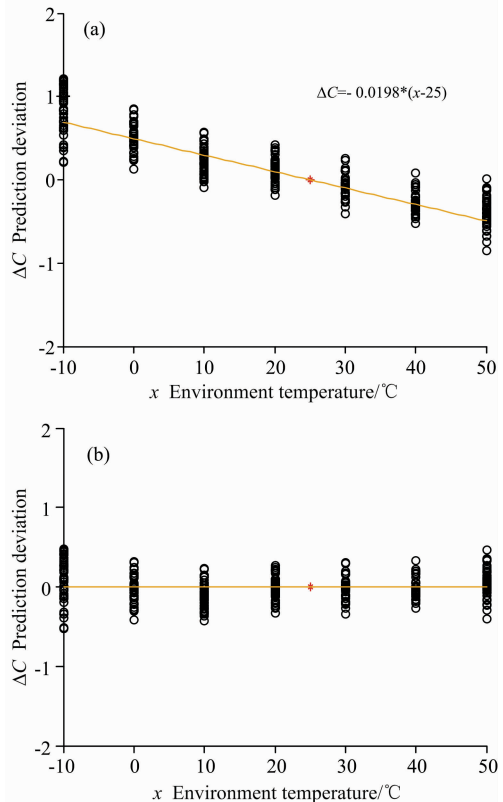 (a)
ΔC=- 0.0198*(x-25)
2
1
0
-1
-2
ΔC Prediction deviation
-10 0 10 20 30 40 50
x Environment temperature/℃
(b)
2
1
0
-1
-2
ΔC Prediction deviation
-10 0 10 20 30 40 50
x Environment temperature/℃